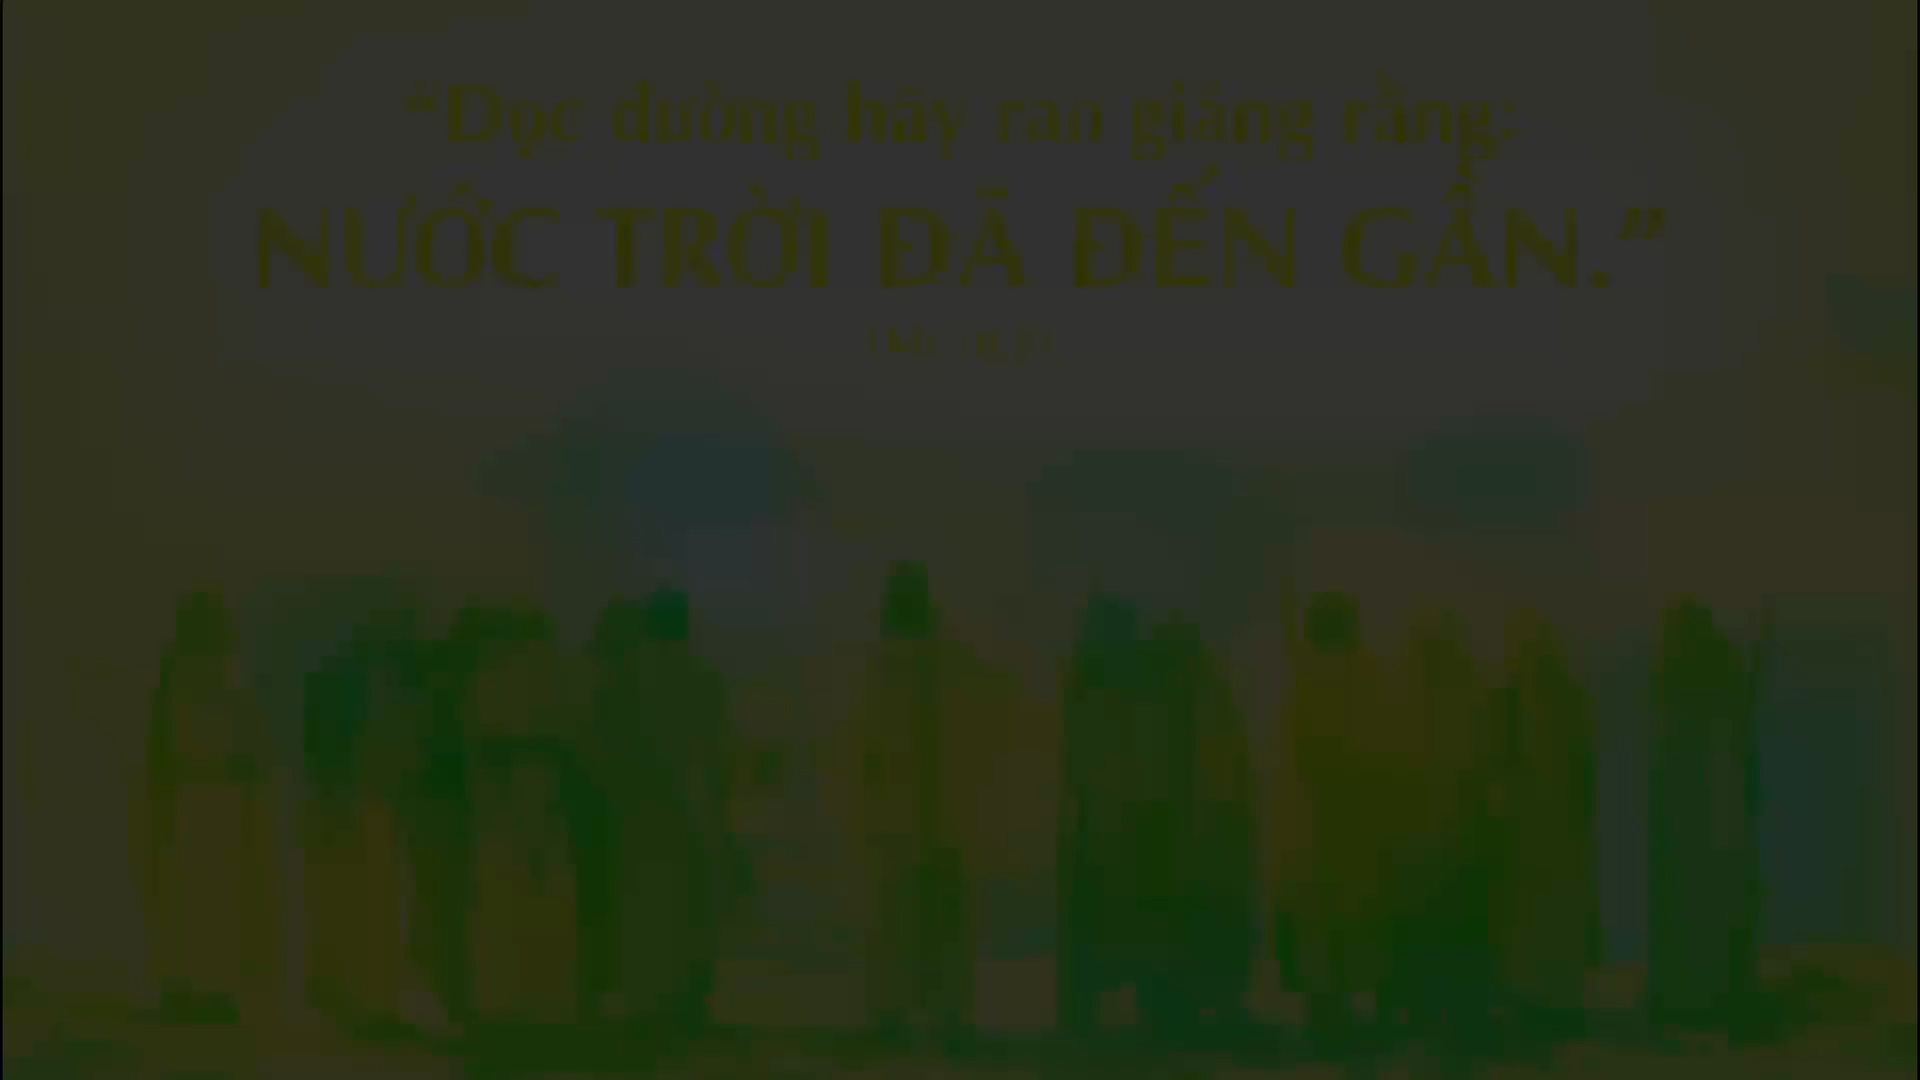 “Dọc đường hãy rao giảng rằng:
NƯỚC TRỜI ĐÃ ĐẾN GẦN.”